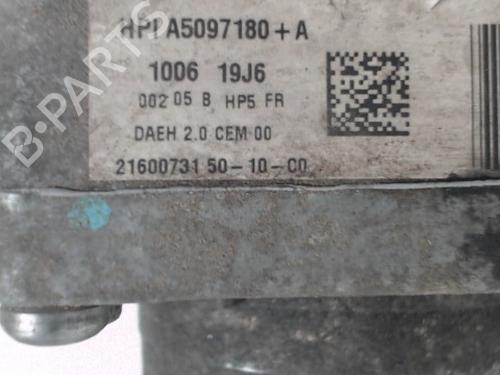 HPI A5097180+A
1006 19J6
002 05 B HP5 FR
DAEH 2.0 CEM 00
21600731 50-10-C0
B-PARTS